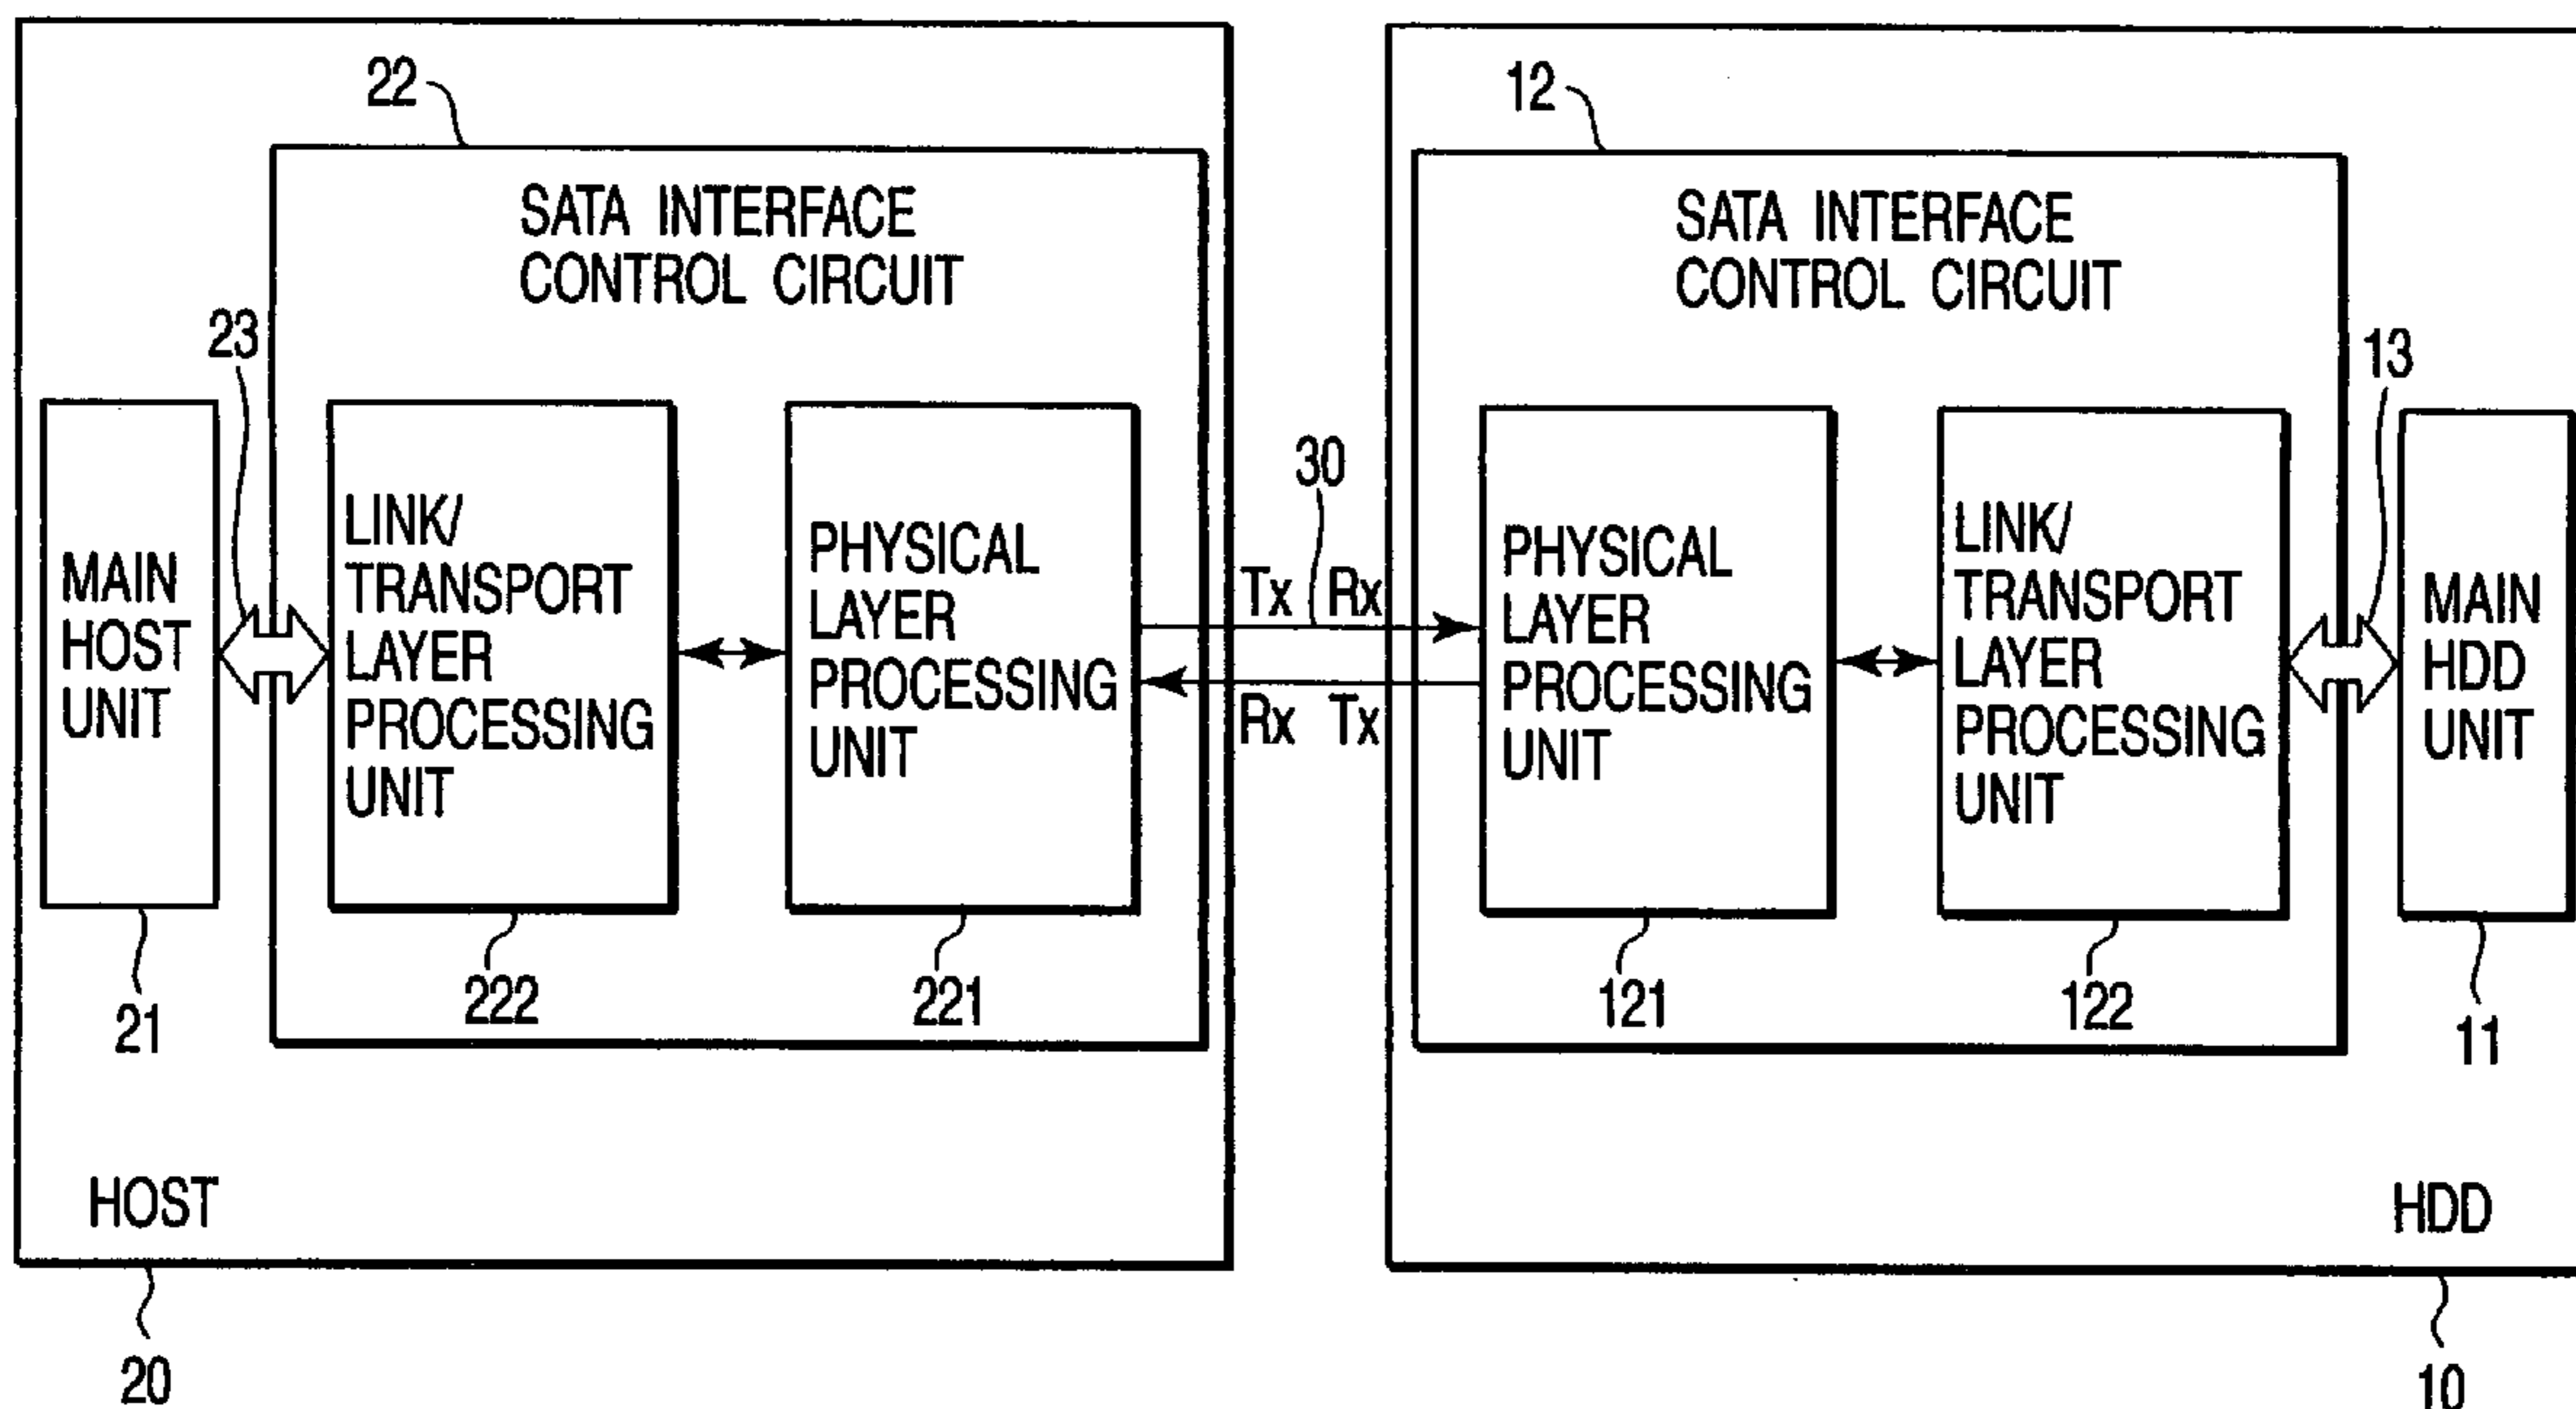 22
12
SATA INTERFACE
CONTROL CIRCUIT
SATA INTERFACE
CONTROL CIRCUIT
23
13
30
MAIN
HOST
UNIT
LINK/
TRANSPORT
LAYER
PROCESSING
UNIT
PHYSICAL
LAYER
PROCESSING
UNIT
Tx Rx
Rx Tx
PHYSICAL
LAYER
PROCESSING
UNIT
LINK/
TRANSPORT
LAYER
PROCESSING
UNIT
MAIN
HDD
UNIT
21
222
221
121
122
11
HOST
HDD
20
10